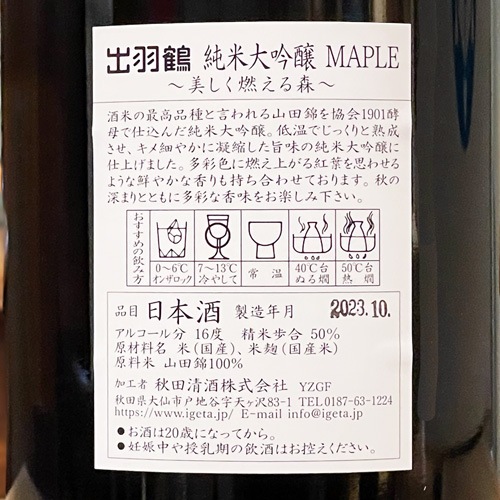 出羽鶴 純米大吟醸 MAPLE
～美しく燃える森～
酒米の最高品種と言われる山田錦を協会1901酵
母で仕込んだ純米大吟醸。低温でじっくりと熟成
させ、キメ細やかに凝縮した旨味の純米大吟醸に
仕上げました。多彩色に燃え上がる紅葉を思わせる
ような鮮やかな香りも持ち合わせております。秋の
深まりとともに多彩な香味をお楽しみ下さい。
おすすめの飲み方
0～6℃ オンザロック
7～13℃ 冷やして
常温
40℃台 ぬる燗
50℃台 熱燗
品目 日本酒 製造年月 2023.10.
アルコール分 16度 精米歩合 50%
原材料名 米(国産)、米麹(国産米)
原料米 山田錦100%
加工者 秋田清酒株式会社 YZGF
秋田県大仙市戸地谷字天ヶ沢83-1 TEL0187-63-1224
https://www.igeta.jp/ E-mail info@igeta.jp
●お酒は20歳になってから。
●妊娠中や授乳期の飲酒はお控えください。